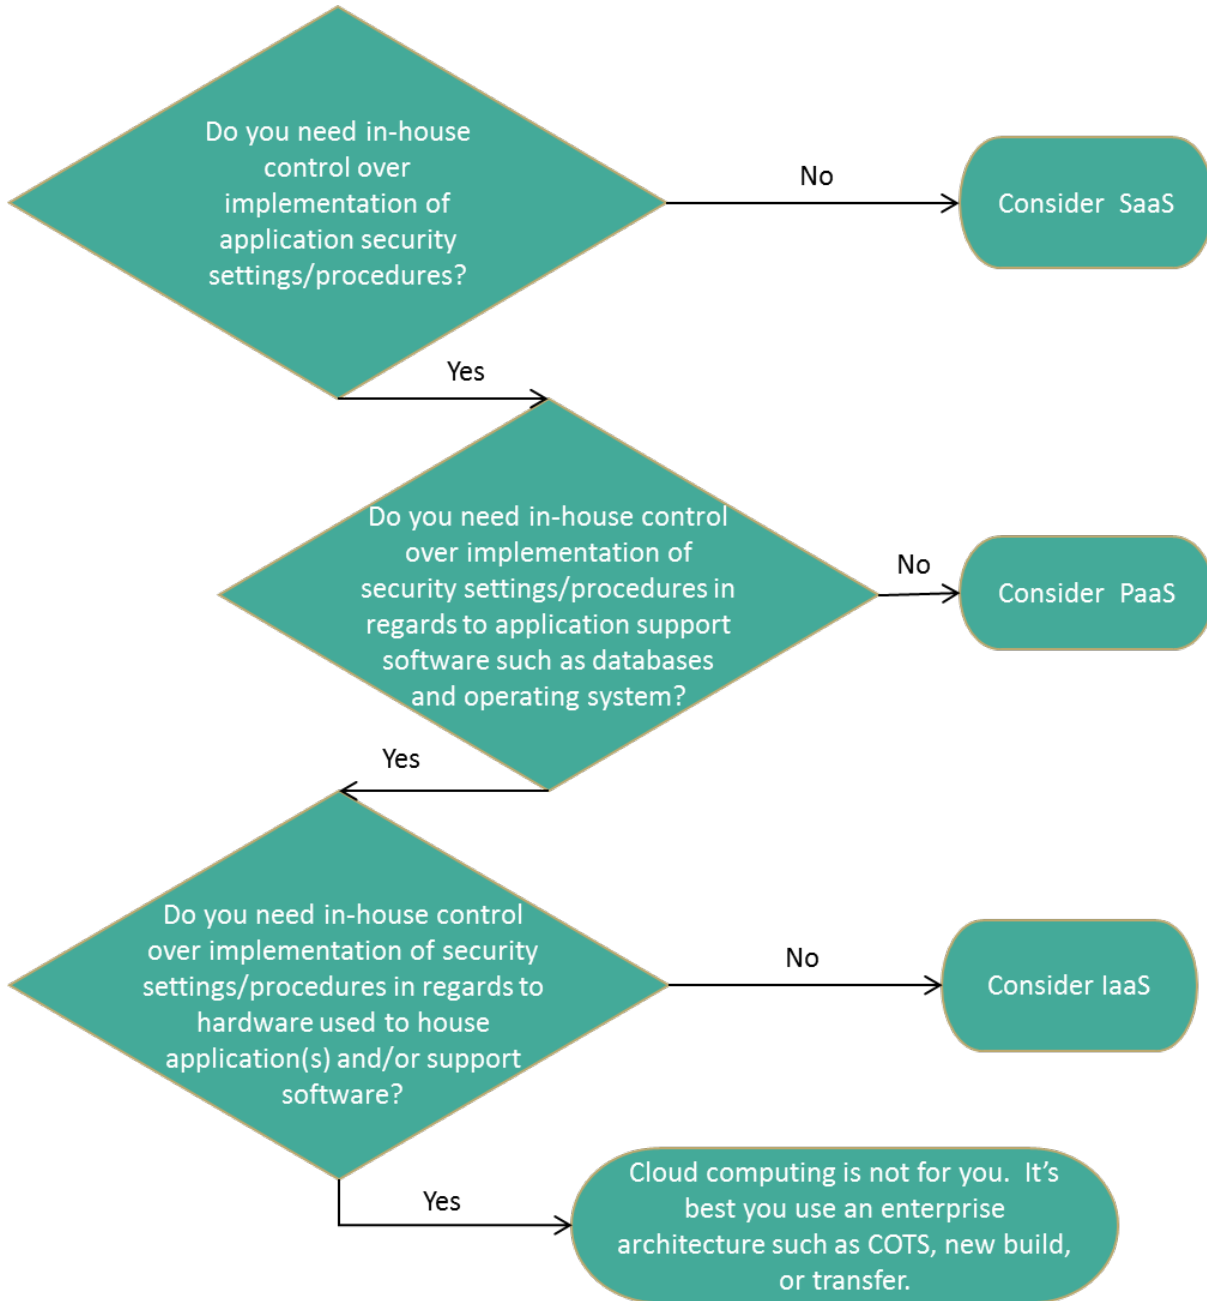 Do you need in-house
control over
implementation of
application security
settings/procedures?
No
Consider  SaaS
Yes
Do you need in-house control
over implementation of
security settings/procedures in
regards to application support
software such as databases
and operating system?
No
Consider  PaaS
Yes
Do you need in-house control
over implementation of security
settings/procedures in regards to
hardware used to house
application(s) and/or support
software?
No
Consider IaaS
Yes
Cloud computing is not for you.  It’s
best you use an enterprise
architecture such as COTS, new build,
or transfer.